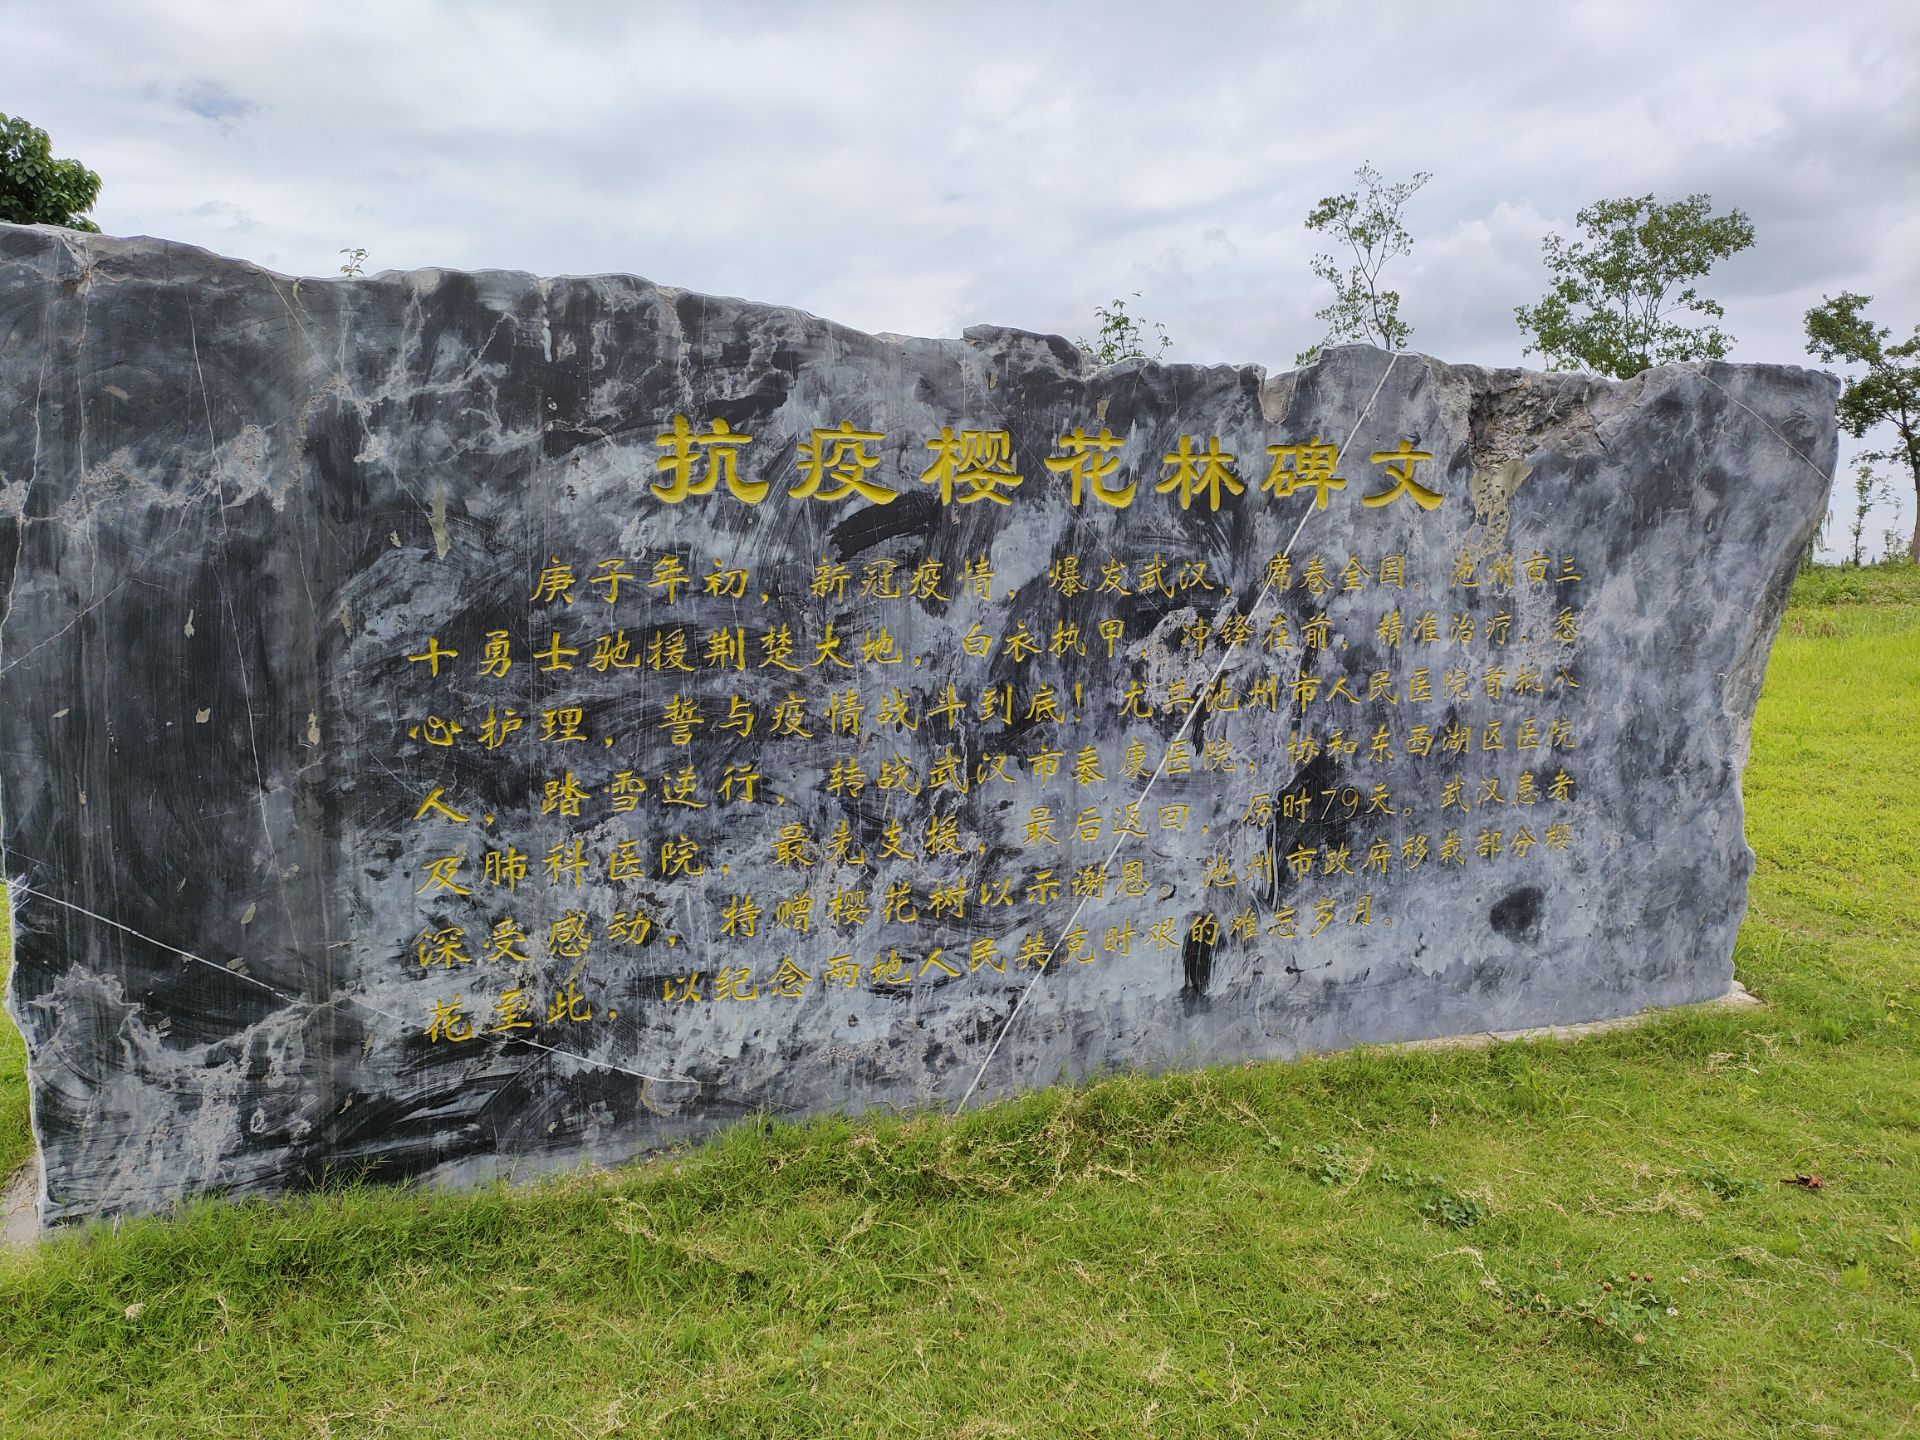 抗疫樱花林碑文
庚子年初，新冠疫情，爆发武汉，席卷全国。池州市三
十勇士驰援荆楚大地，白衣执甲，冲锋在前，精准治疗，悉
心护理，誓与疫情战斗到底！尤其池州市人民医院首批八
人，踏雪逆行，转战武汉市泰康医院，协和东西湖区医院
及肺科医院，最先支援，最后返回，历时79天。武汉患者
深受感动，特赠樱花树以示谢恩。池州市政府移栽部分樱
花至此，以纪念两地人民共克时艰的难忘岁月。